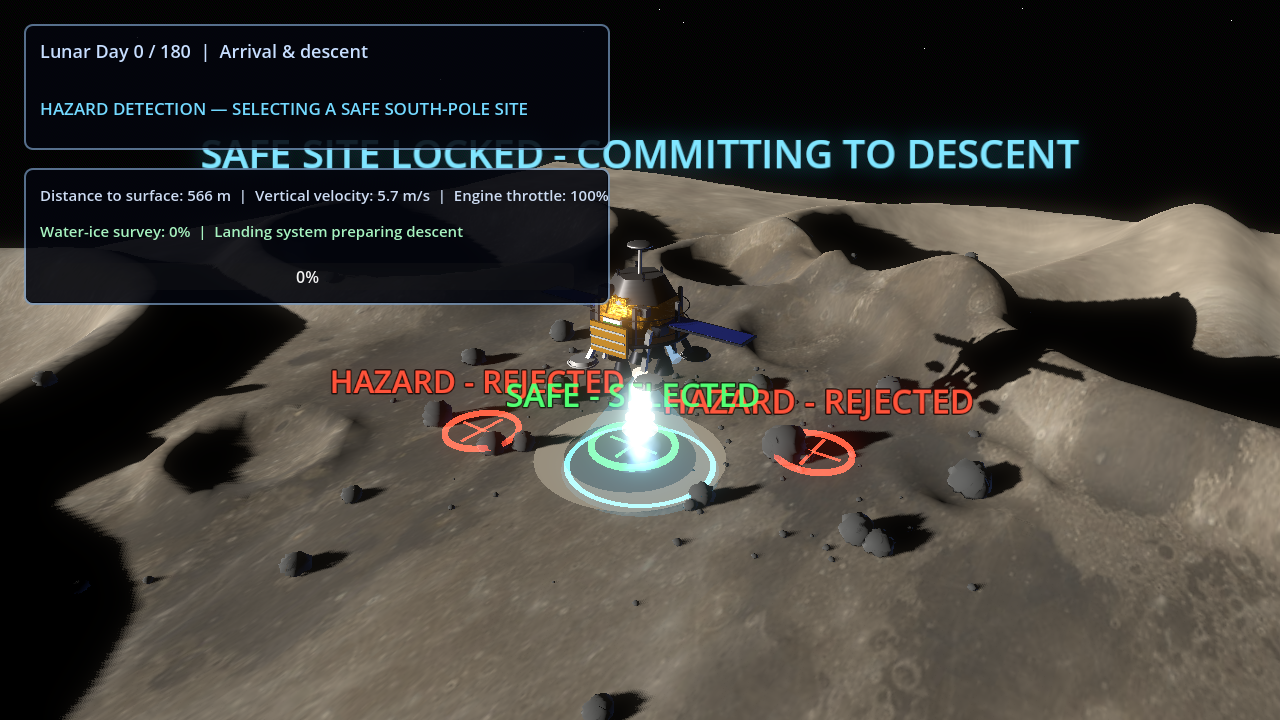 Lunar Day 0 / 180 | Arrival & descent
HAZARD DETECTION — SELECTING A SAFE SOUTH-POLE SITE
SAFE SITE LOCKED - COMMITTING TO DESCENT
Distance to surface: 566 m | Vertical velocity: 5.7 m/s | Engine throttle: 100%
Water-ice survey: 0% | Landing system preparing descent
0%
HAZARD - REJECTED
SAFE - SELECTED
HAZARD - REJECTED